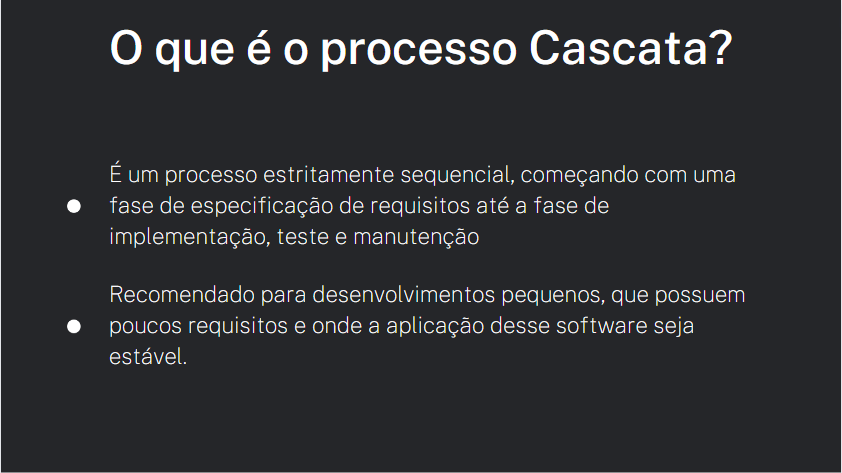 O que é o processo Cascata?
É um processo estritamente sequencial, começando com uma
fase de especificação de requisitos até a fase de
implementação, teste e manutenção
Recomendado para desenvolvimentos pequenos, que possuem
poucos requisitos e onde a aplicação desse software seja
estável.